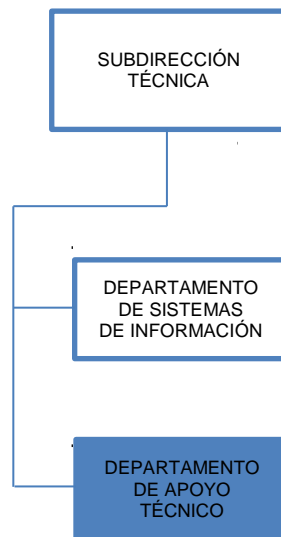 SUBDIRECCIÓN
TÉCNICA
DEPARTAMENTO
DE SISTEMAS
DE INFORMACIÓN
DEPARTAMENTO
DE APOYO
TÉCNICO